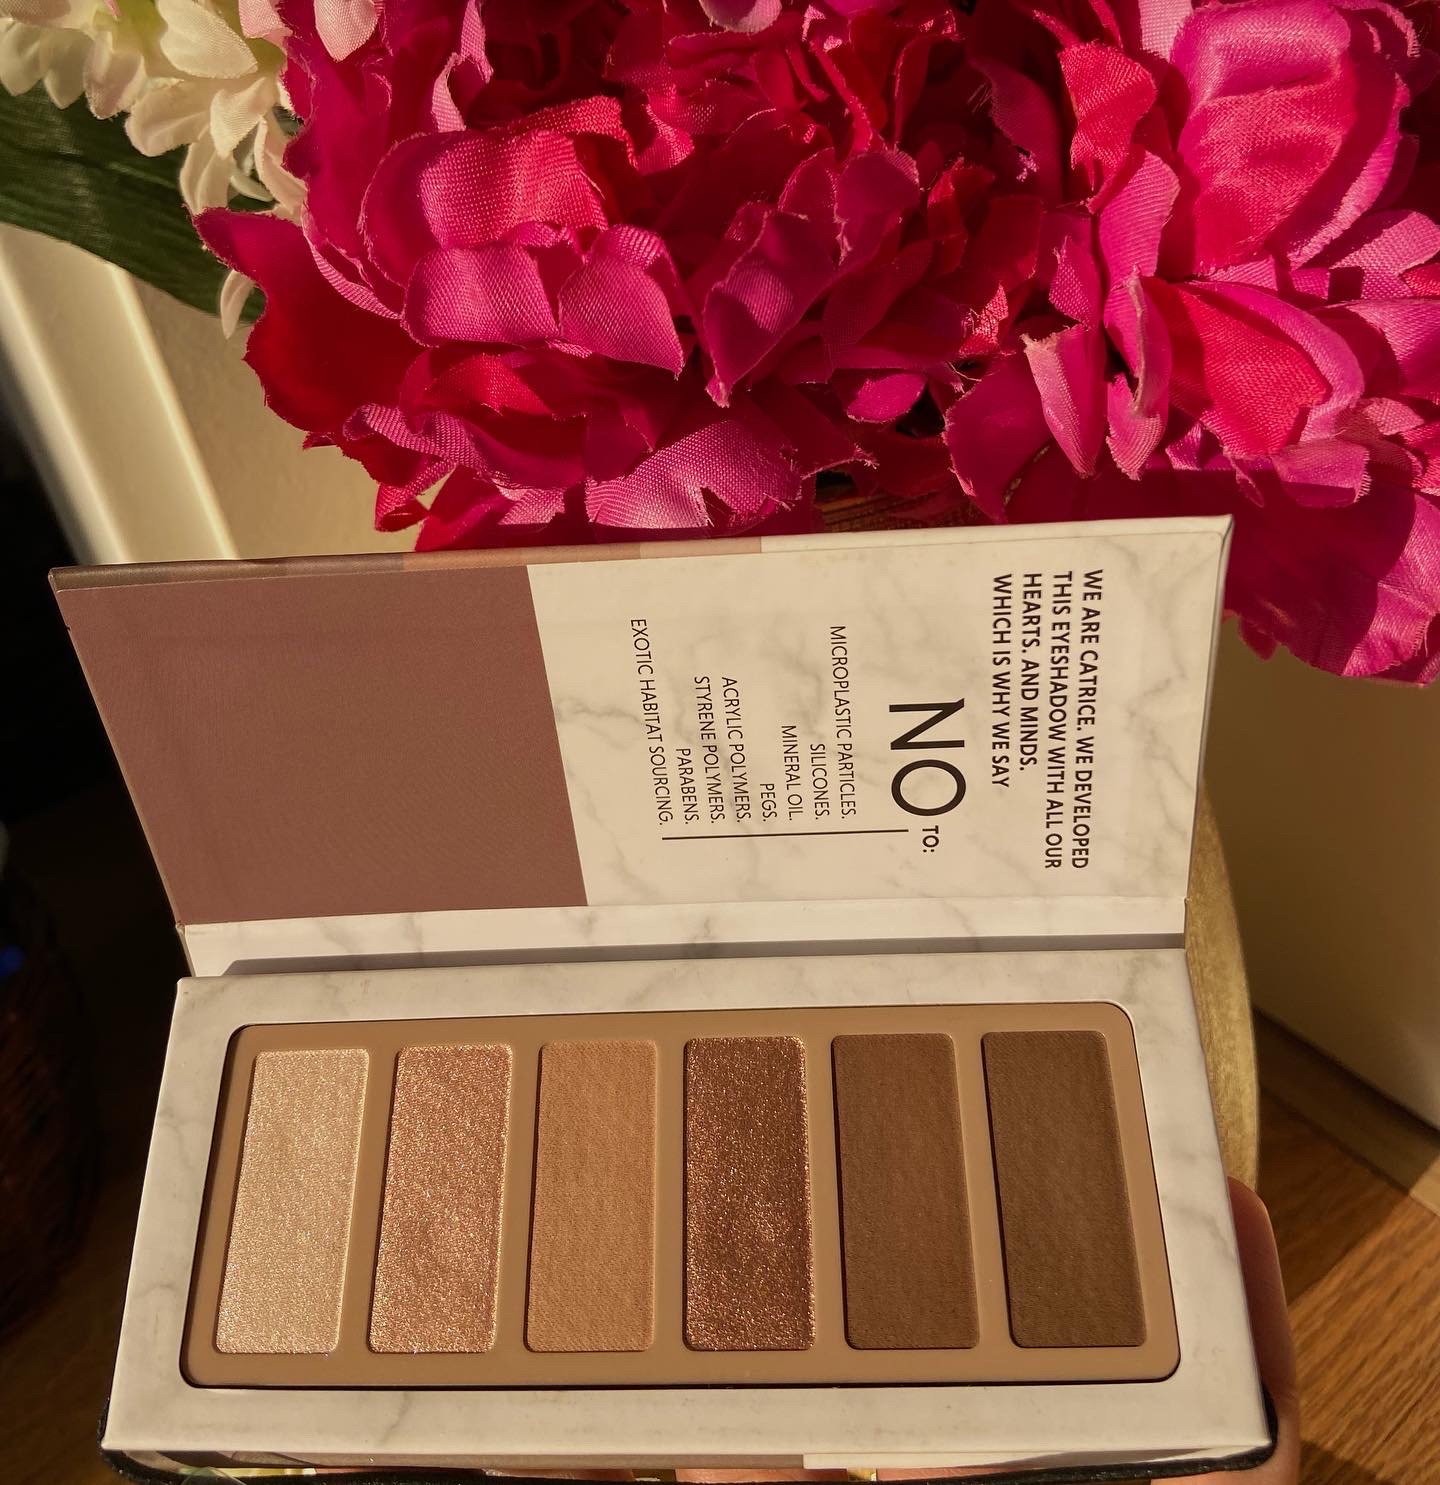 WE ARE CATRICE. WE DEVELOPED
THIS EYESHADOW WITH ALL OUR
HEARTS. AND MINDS.
WHICH IS WHY WE SAY
NO TO:
MICROPLASTIC PARTICLES.
SILICONES.
MINERAL OIL.
PEGS.
ACRYLIC POLYMERS.
STYRENE POLYMERS.
PARABENS.
EXOTIC HABITAT SOURCING.